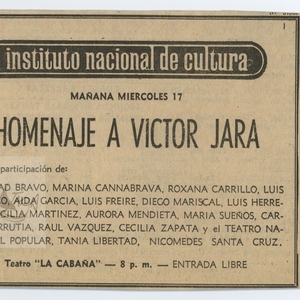 instituto nacional de cultura
MAÑANA MIERCOLES 17
HOMENAJE A VICTOR JARA
participación de:
AD BRAVO, MARINA CANNABRAVA, ROXANA CARRILLO, LUIS
CO, AIDA GARCIA, LUIS FREIRE, DIEGO MARISCAL, LUIS HERRE-
CILIA MARTINEZ, AURORA MENDIETA, MARIA SUEÑOS, CAR-
RRUTIA, RAUL VAZQUEZ, CECILIA ZAPATA y el TEATRO NA-
L POPULAR, TANIA LIBERTAD, NICOMEDES SANTA CRUZ.
Teatro "LA CABAÑA" — 8 p. m. — ENTRADA LIBRE